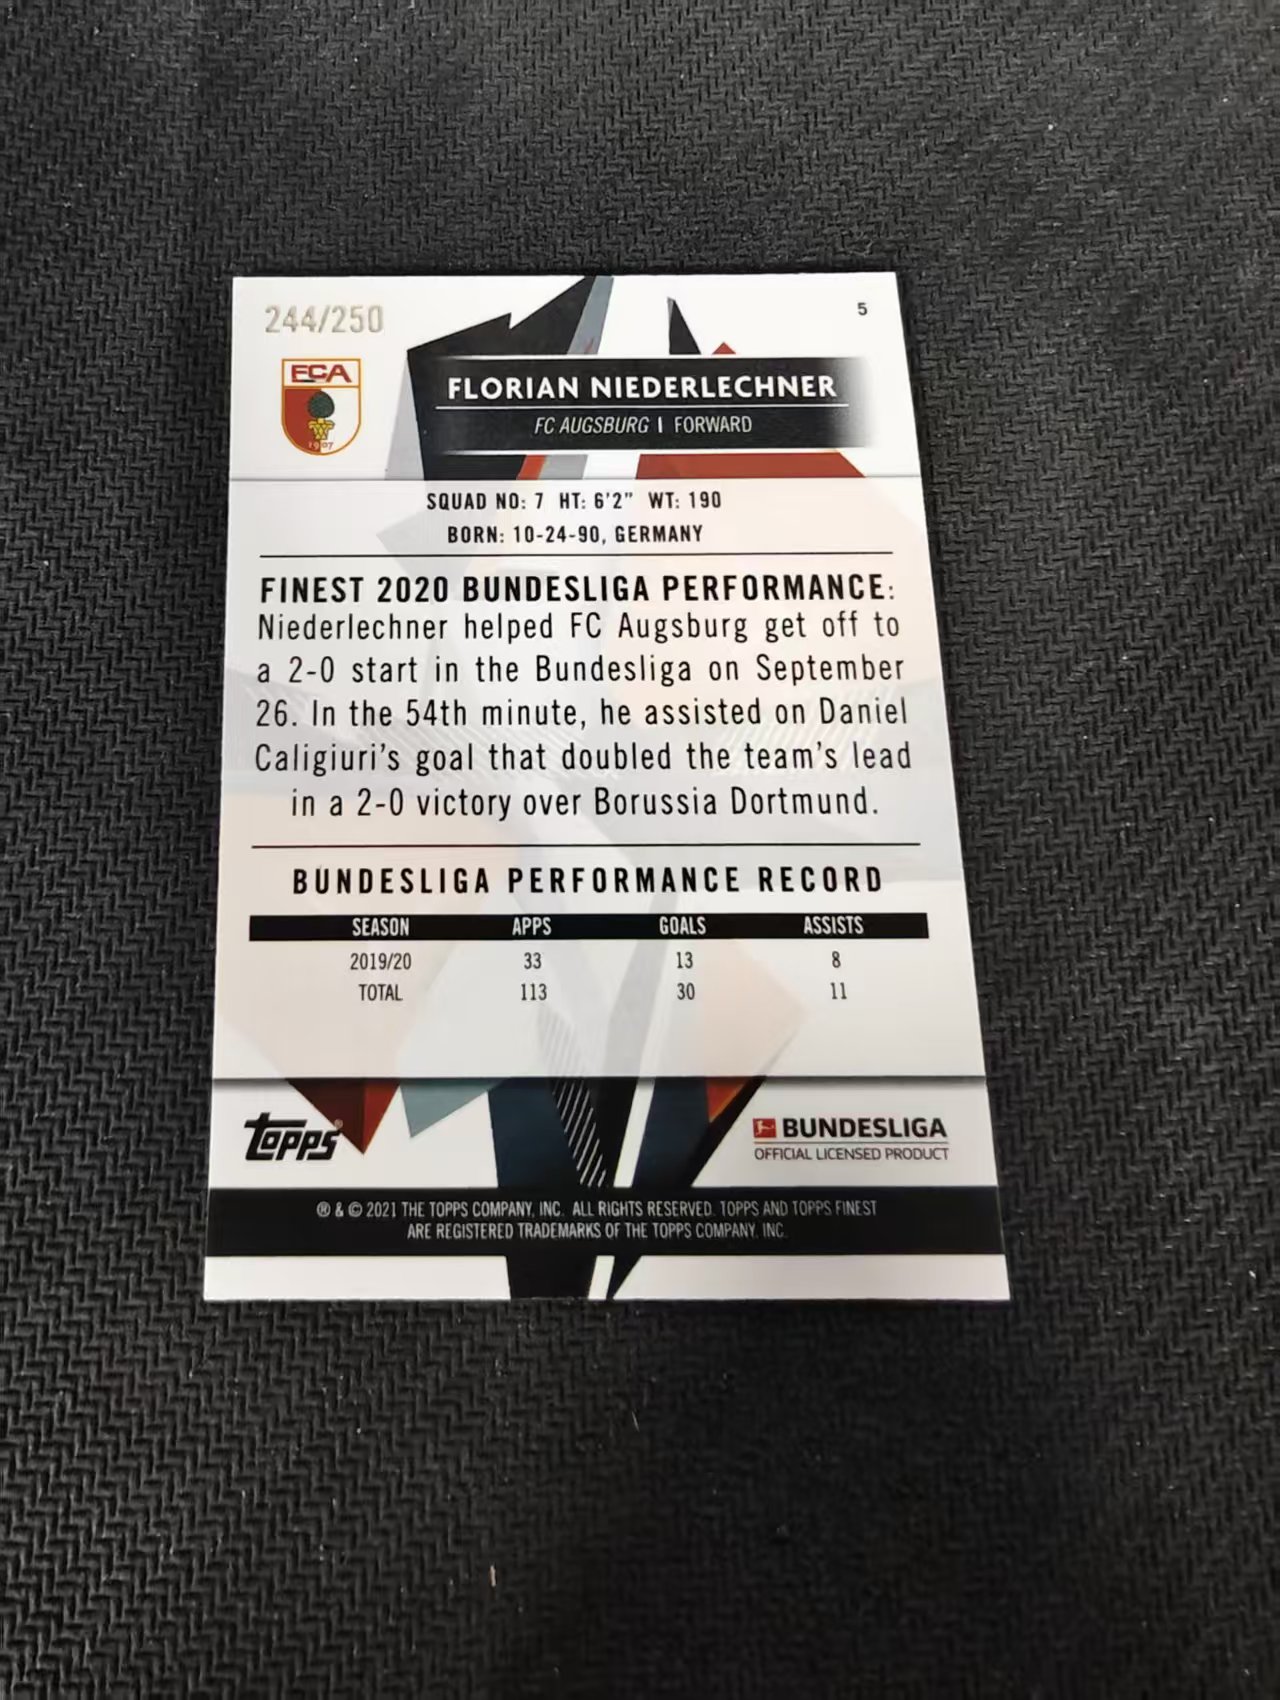 244/250
5
FCA
1907
FLORIAN NIEDERLECHNER
FC AUGSBURG | FORWARD
SQUAD NO: 7 HT: 6'2" WT: 190
BORN: 10-24-90, GERMANY
FINEST 2020 BUNDESLIGA PERFORMANCE:
Niederlechner helped FC Augsburg get off to
a 2-0 start in the Bundesliga on September
26. In the 54th minute, he assisted on Daniel
Caligiuri's goal that doubled the team's lead
in a 2-0 victory over Borussia Dortmund.
BUNDESLIGA PERFORMANCE RECORD
SEASON APPS GOALS ASSISTS
2019/20 33 13 8
TOTAL 113 30 11
topps®
BUNDESLIGA
OFFICIAL LICENSED PRODUCT
® & © 2021 THE TOPPS COMPANY, INC. ALL RIGHTS RESERVED. TOPPS AND TOPPS FINEST
ARE REGISTERED TRADEMARKS OF THE TOPPS COMPANY, INC.